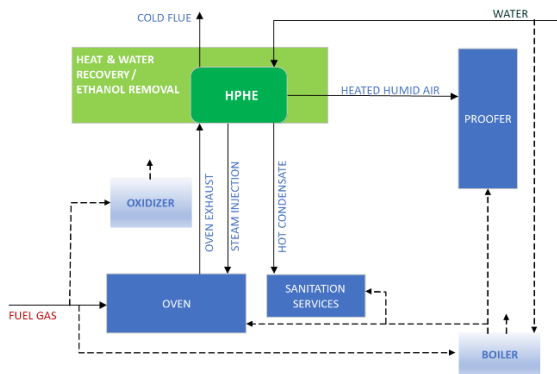 COLD FLUE
WATER
HEAT & WATER
RECOVERY /
ETHANOL REMOVAL
HPHE
HEATED HUMID AIR
PROOFER
OXIDIZER
OVEN EXHAUST
STEAM INJECTION
HOT CONDENSATE
OVEN
SANITATION
SERVICES
FUEL GAS
BOILER